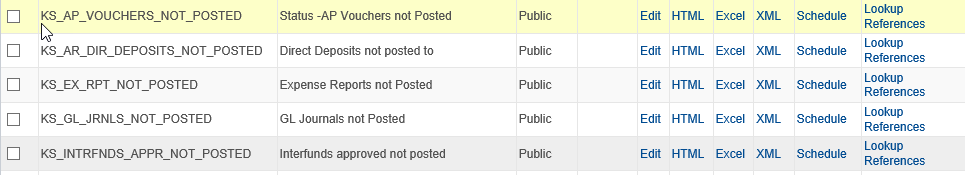 KS_AP_VOUCHERS_NOT_POSTED Status -AP Vouchers not Posted Public Edit HTML Excel XML Schedule Lookup References
KS_AR_DIR_DEPOSITS_NOT_POSTED Direct Deposits not posted to Public Edit HTML Excel XML Schedule Lookup References
KS_EX_RPT_NOT_POSTED Expense Reports not Posted Public Edit HTML Excel XML Schedule Lookup References
KS_GL_JRNLS_NOT_POSTED GL Journals not Posted Public Edit HTML Excel XML Schedule Lookup References
KS_INTRFNDS_APPR_NOT_POSTED Interfunds approved not posted Public Edit HTML Excel XML Schedule Lookup References